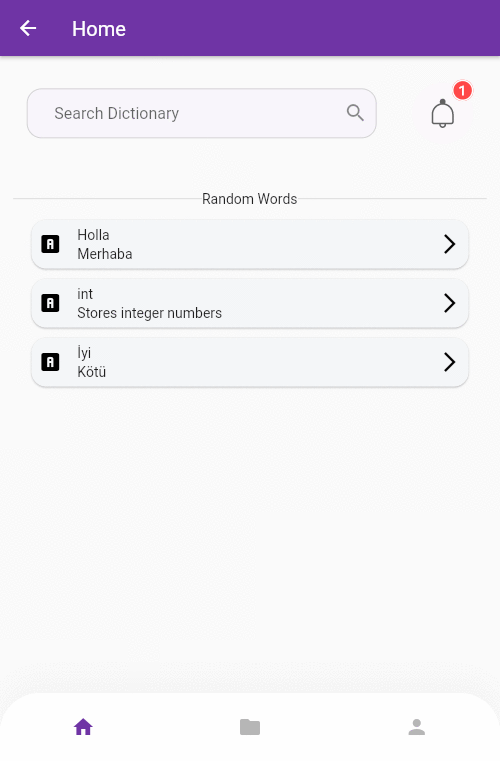 Home
Search Dictionary
1
Random Words
Holla
Merhaba
int
Stores integer numbers
İyi
Kötü